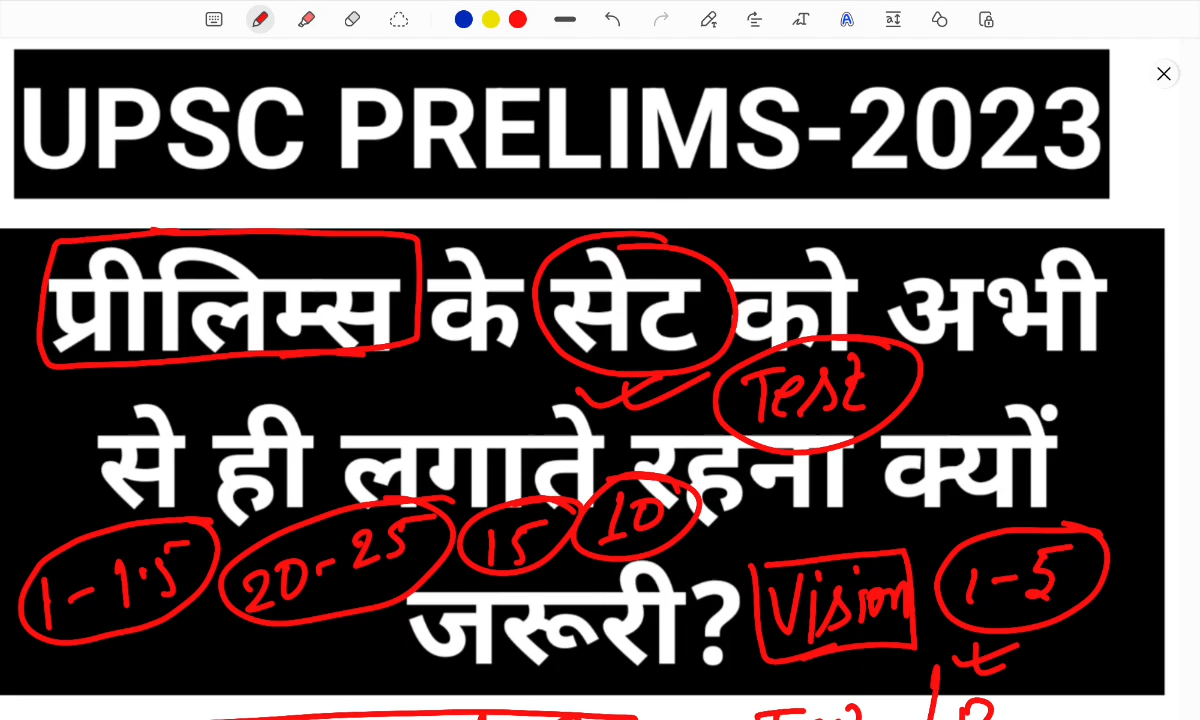 UPSC PRELIMS-2023
प्रीलिम्स के सेट को अभी
Test
से ही लगाते रहना क्यों
1-1.5 20-25 15 10
जरूरी? Vision 1-5